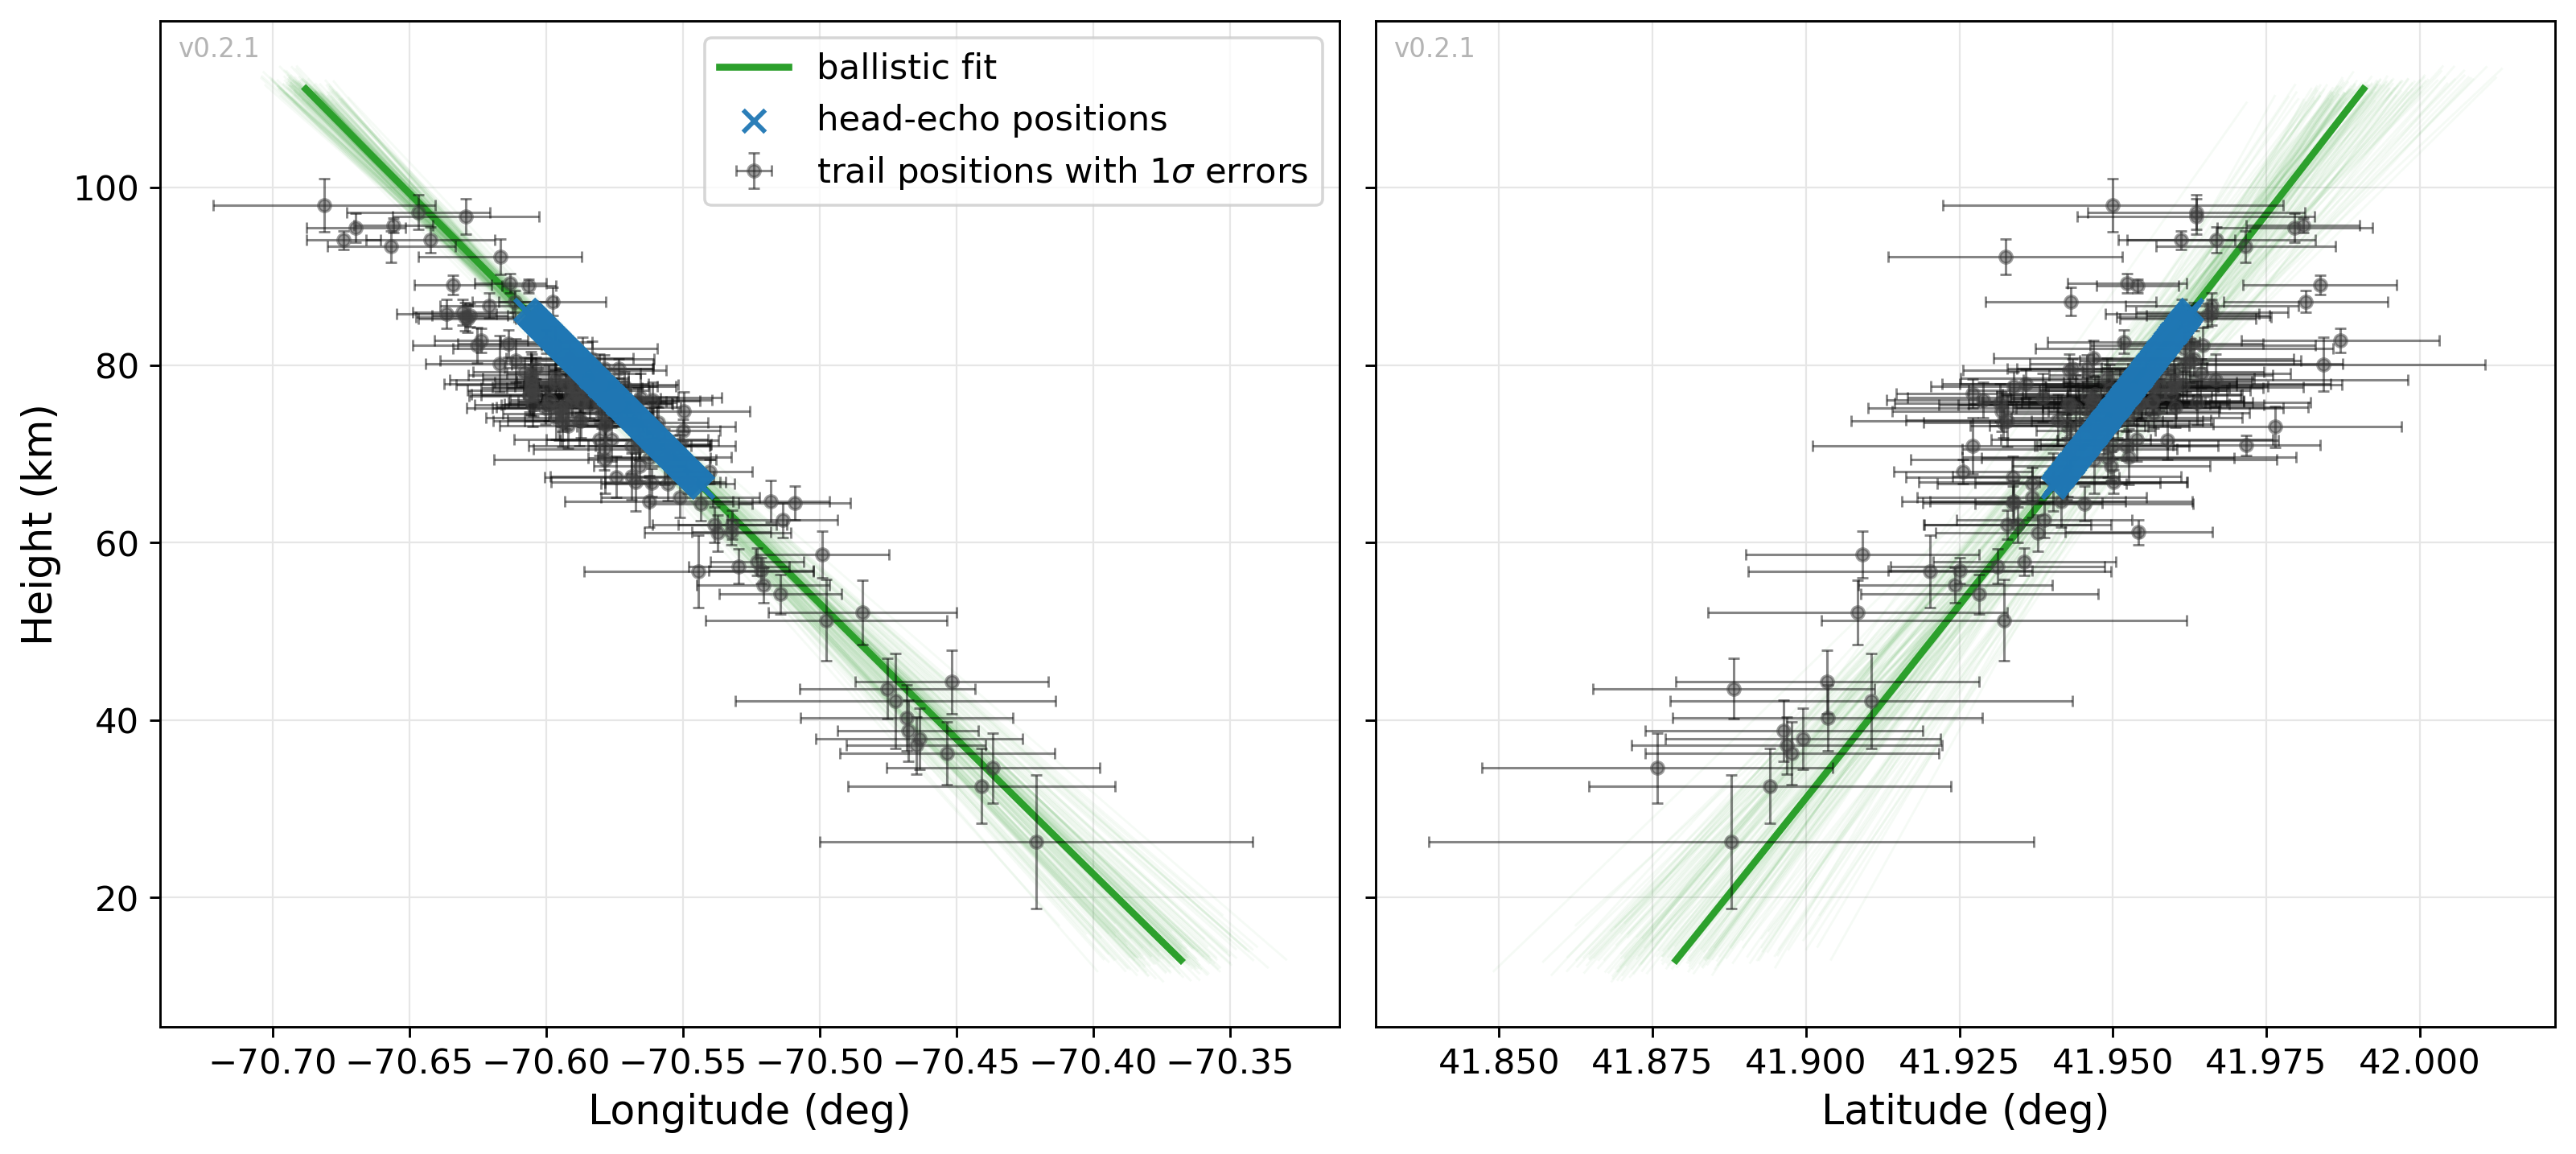 v0.2.1
ballistic fit
head-echo positions
trail positions with 1σ errors
100
80
60
40
20
Height (km)
−70.70 −70.65 −70.60 −70.55 −70.50 −70.45 −70.40 −70.35
Longitude (deg)
v0.2.1
41.850 41.875 41.900 41.925 41.950 41.975 42.000
Latitude (deg)